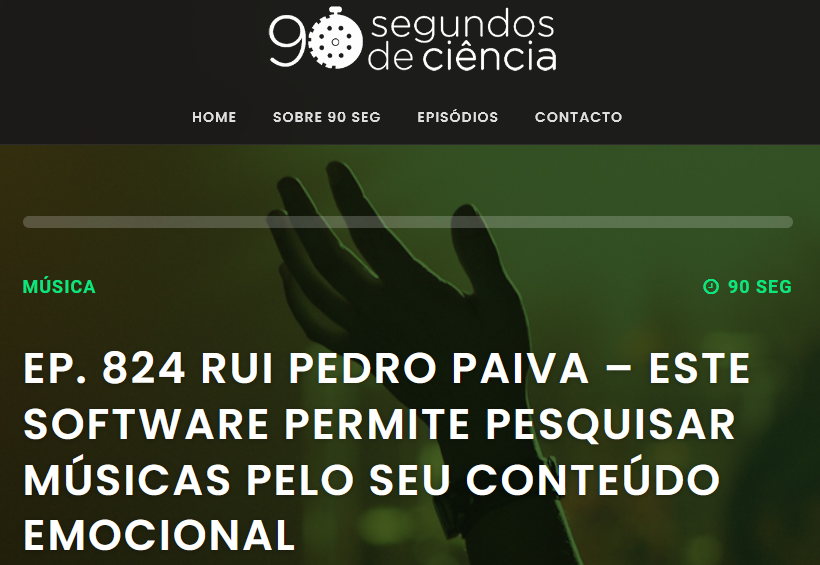 90 segundos
de ciência
HOME SOBRE 90 SEG EPISÓDIOS CONTACTO
MÚSICA 90 SEG
EP. 824 RUI PEDRO PAIVA – ESTE
SOFTWARE PERMITE PESQUISAR
MÚSICAS PELO SEU CONTEÚDO
EMOCIONAL